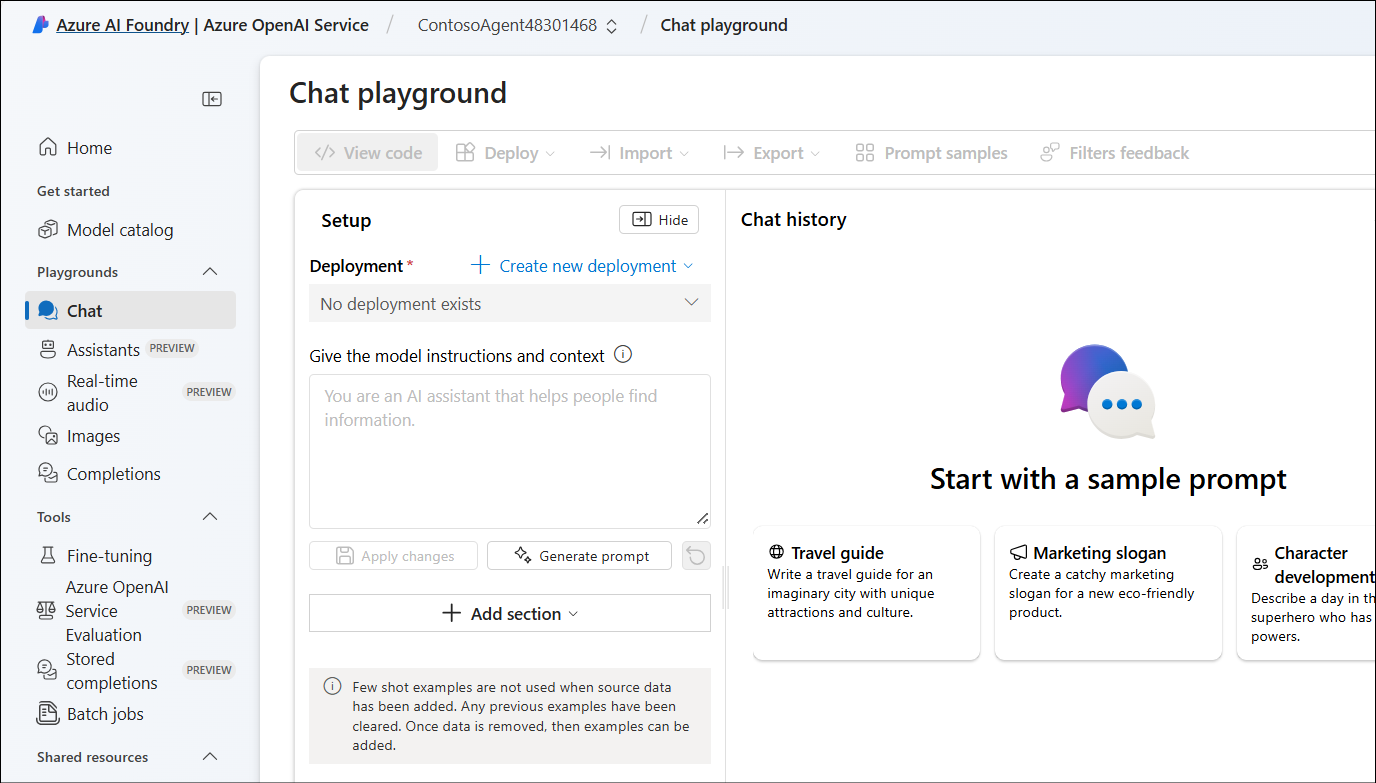 Azure AI Foundry | Azure OpenAI Service / ContosoAgent48301468 / Chat playground
Home
Get started
Model catalog
Playgrounds
Chat
Assistants PREVIEW
Real-time
audio
PREVIEW
Images
Completions
Tools
Fine-tuning
Azure OpenAI
Service
Evaluation
PREVIEW
Stored
completions
PREVIEW
Batch jobs
Shared resources
Chat playground
</> View code Deploy Import Export Prompt samples Filters feedback
Setup
Hide
Deployment * + Create new deployment
No deployment exists
Give the model instructions and context
You are an AI assistant that helps people find
information.
Apply changes Generate prompt
+ Add section
Few shot examples are not used when source data
has been added. Any previous examples have been
cleared. Once data is removed, then examples can be
added.
Chat history
Start with a sample prompt
Travel guide
Write a travel guide for an
imaginary city with unique
attractions and culture.
Marketing slogan
Create a catchy marketing
slogan for a new eco-friendly
product.
Character
development
Describe a day in th
superhero who has
powers.